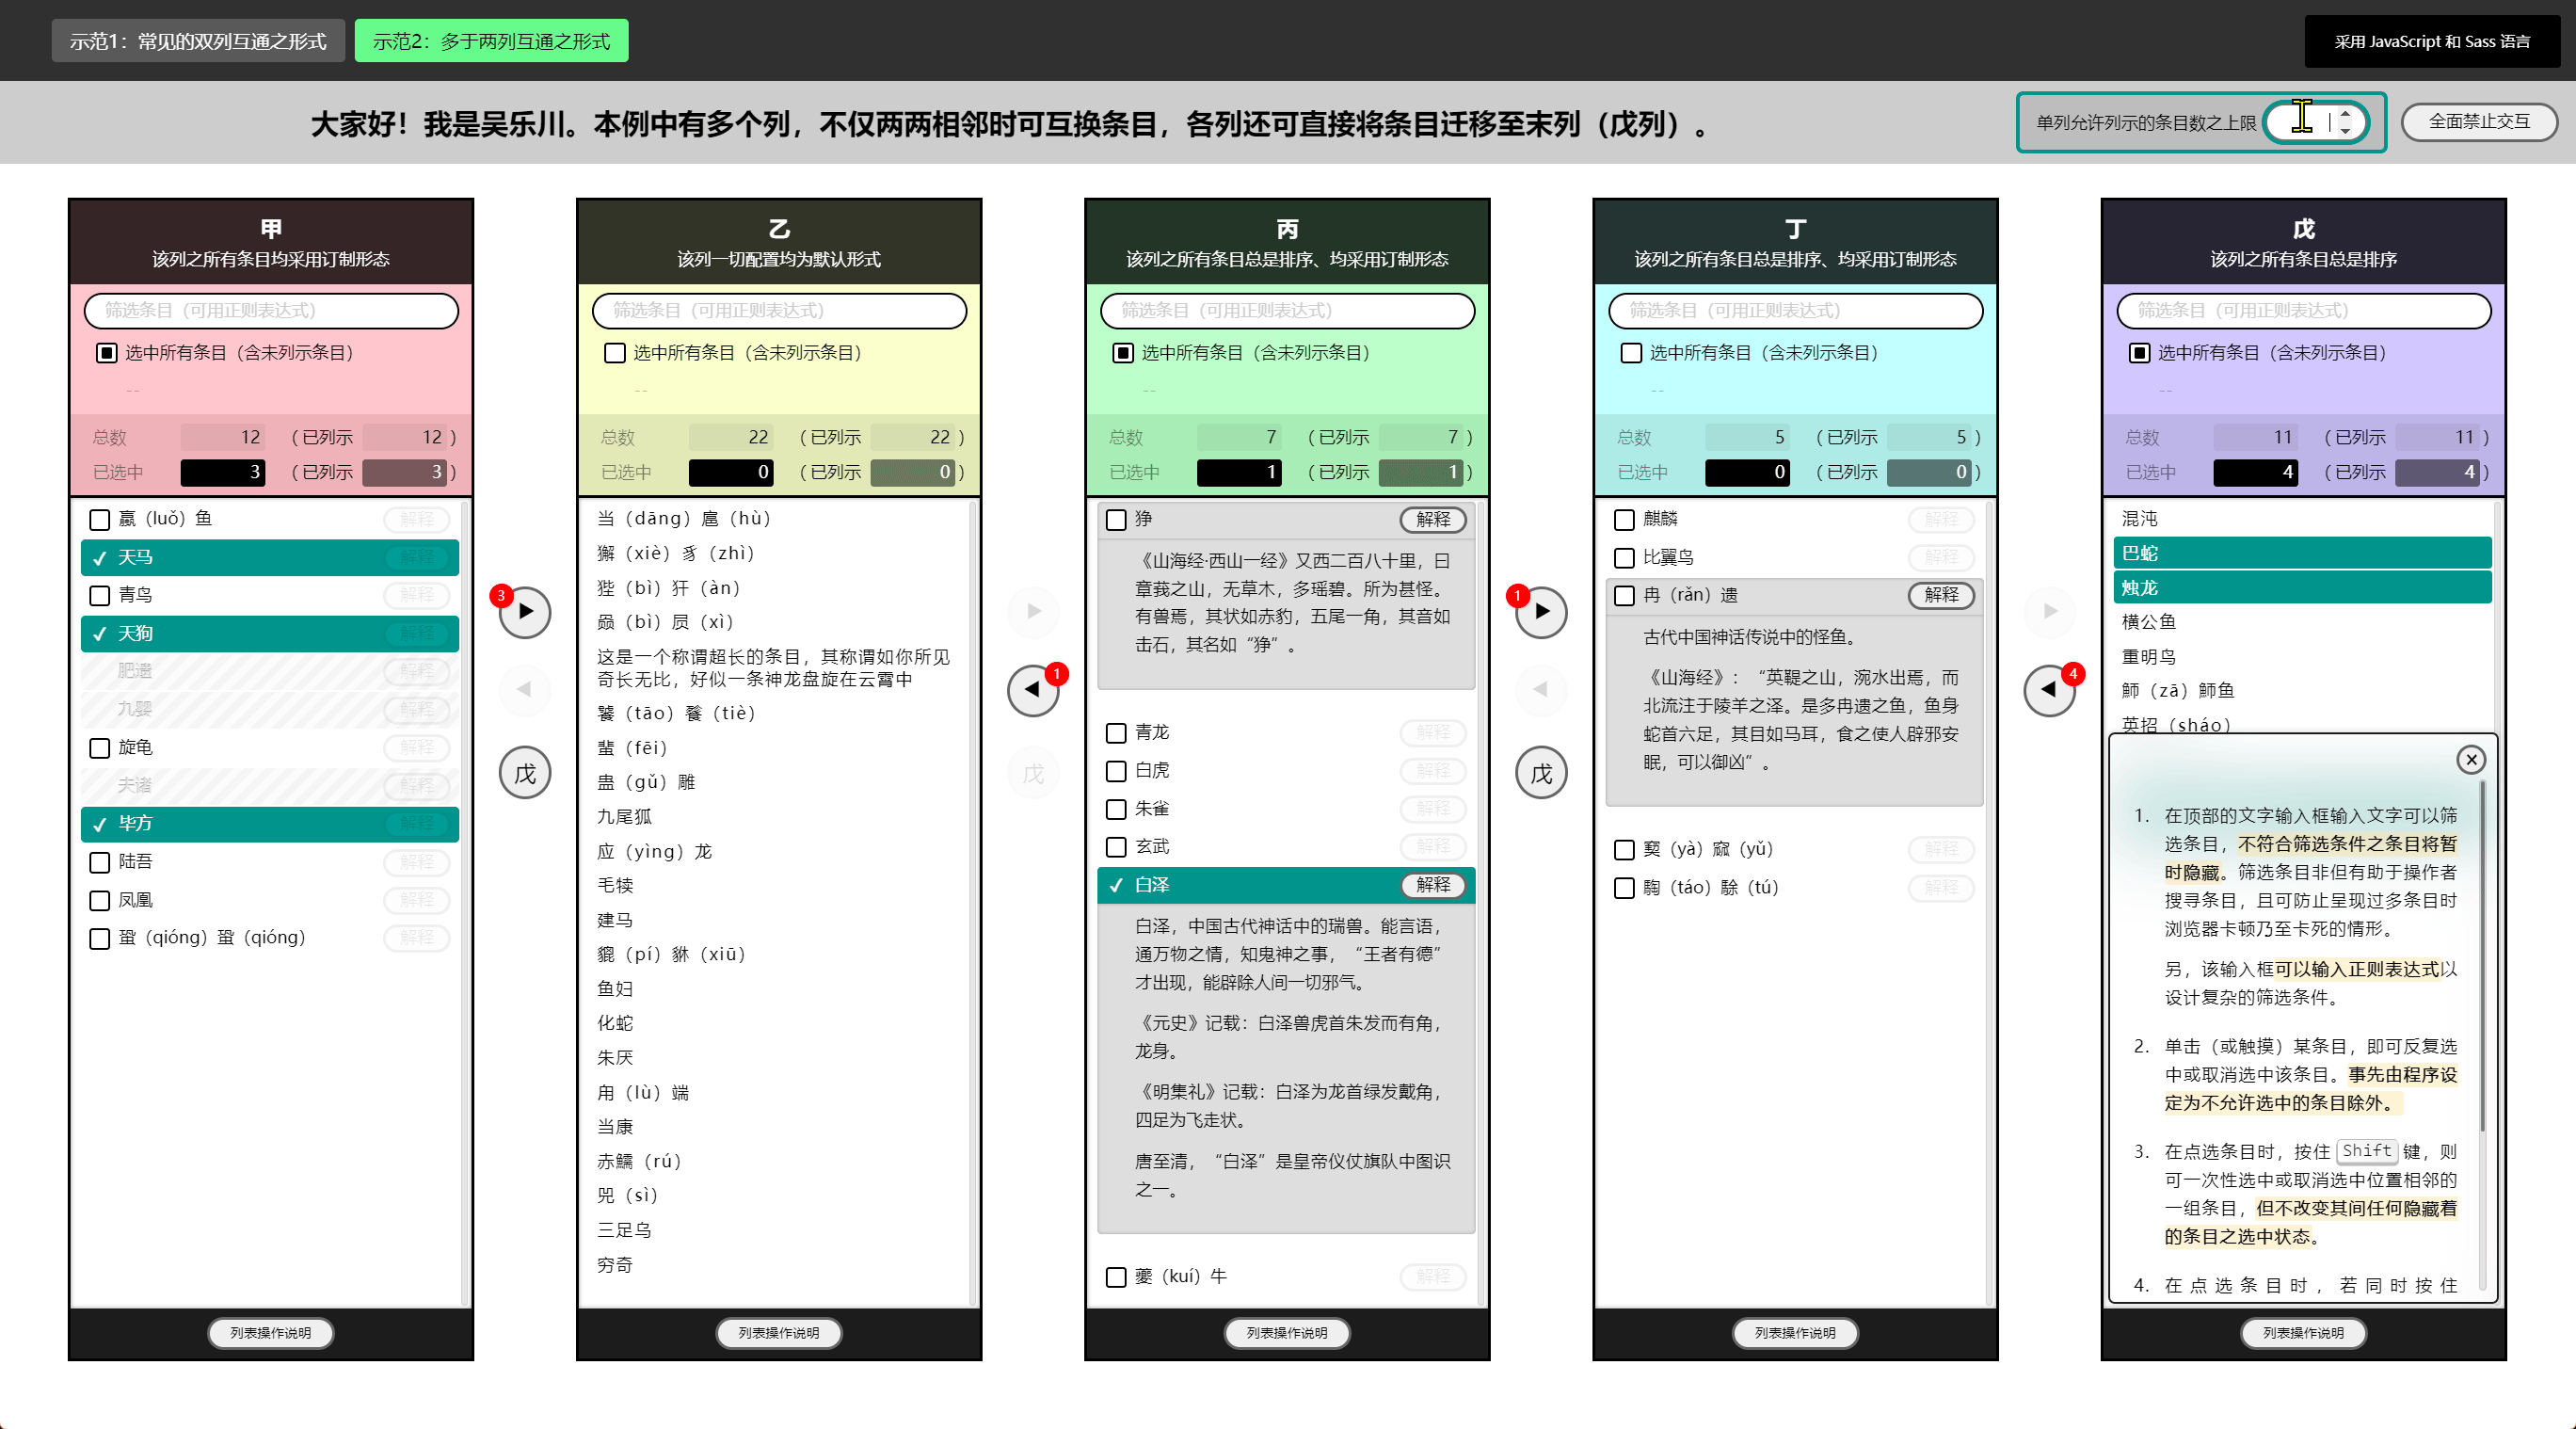 示范1：常见的双列互通之形式
示范2：多于两列互通之形式
采用 JavaScript 和 Sass 语言
大家好！我是吴乐川。本例中有多个列，不仅两两相邻时可互换条目，各列还可直接将条目迁移至末列（戊列）。
单列允许列示的条目数之上限
全面禁止交互
甲
该列之所有条目均采用订制形态
筛选条目（可用正则表达式）
选中所有条目（含未列示条目）
--
总数 12 （已列示 12 ）
已选中 3 （已列示 3 ）
蠃（luǒ）鱼 解释
天马 解释
青鸟 解释
天狗 解释
肥遗 解释
九婴 解释
旋龟 解释
夫诸 解释
毕方 解释
陆吾 解释
凤凰 解释
蛩（qióng）蛩（qióng） 解释
列表操作说明
3
戊
乙
该列一切配置均为默认形式
筛选条目（可用正则表达式）
选中所有条目（含未列示条目）
--
总数 22 （已列示 22 ）
已选中 0 （已列示 0 ）
当（dāng）扈（hù）
獬（xiè）豸（zhì）
狴（bì）犴（àn）
赑（bì）屃（xì）
这是一个称谓超长的条目，其称谓如你所见
奇长无比，好似一条神龙盘旋在云霄中
饕（tāo）餮（tiè）
蜚（fēi）
蛊（gǔ）雕
九尾狐
应（yìng）龙
毛犊
建马
貔（pí）貅（xiū）
鱼妇
化蛇
朱厌
甪（lù）端
当康
赤鱬（rú）
兕（sì）
三足乌
穷奇
列表操作说明
1
戊
丙
该列之所有条目总是排序、均采用订制形态
筛选条目（可用正则表达式）
选中所有条目（含未列示条目）
--
总数 7 （已列示 7 ）
已选中 1 （已列示 1 ）
狰 解释
《山海经·西山一经》又西二百八十里，曰
章莪之山，无草木，多瑶碧。所为甚怪。
有兽焉，其状如赤豹，五尾一角，其音如
击石，其名如“狰”。
青龙 解释
白虎 解释
朱雀 解释
玄武 解释
白泽 解释
白泽，中国古代神话中的瑞兽。能言语，
通万物之情，知鬼神之事，“王者有德”
才出现，能辟除人间一切邪气。
《元史》记载：白泽兽虎首朱发而有角，
龙身。
《明集礼》记载：白泽为龙首绿发戴角，
四足为飞走状。
唐至清，“白泽”是皇帝仪仗旗队中图识
之一。
夔（kuí）牛 解释
列表操作说明
1
戊
丁
该列之所有条目总是排序、均采用订制形态
筛选条目（可用正则表达式）
选中所有条目（含未列示条目）
--
总数 5 （已列示 5 ）
已选中 0 （已列示 0 ）
麒麟 解释
比翼鸟 解释
冉（rǎn）遗 解释
古代中国神话传说中的怪鱼。
《山海经》：“英鞮之山，涴水出焉，而
北流注于陵羊之泽。是多冉遗之鱼，鱼身
蛇首六足，其目如马耳，食之使人辟邪安
眠，可以御凶”。
窫（yà）窳（yǔ） 解释
騊（táo）駼（tú） 解释
列表操作说明
4
戊
该列之所有条目总是排序
筛选条目（可用正则表达式）
选中所有条目（含未列示条目）
--
总数 11 （已列示 11 ）
已选中 4 （已列示 4 ）
混沌
巴蛇
烛龙
横公鱼
重明鸟
鰤（zā）鰤鱼
英招（sháo）
1. 在顶部的文字输入框输入文字可以筛
选条目，不符合筛选条件之条目将暂
时隐藏。筛选条目非但有助于操作者
搜寻条目，且可防止呈现过多条目时
浏览器卡顿乃至卡死的情形。
另，该输入框可以输入正则表达式以
设计复杂的筛选条件。
2. 单击（或触摸）某条目，即可反复选
中或取消选中该条目。事先由程序设
定为不允许选中的条目除外。
3. 在点选条目时，按住 Shift 键，则
可一次性选中或取消选中位置相邻的
一组条目，但不改变其间任何隐藏着
的条目之选中状态。
4. 在点选条目时，若同时按住
列表操作说明